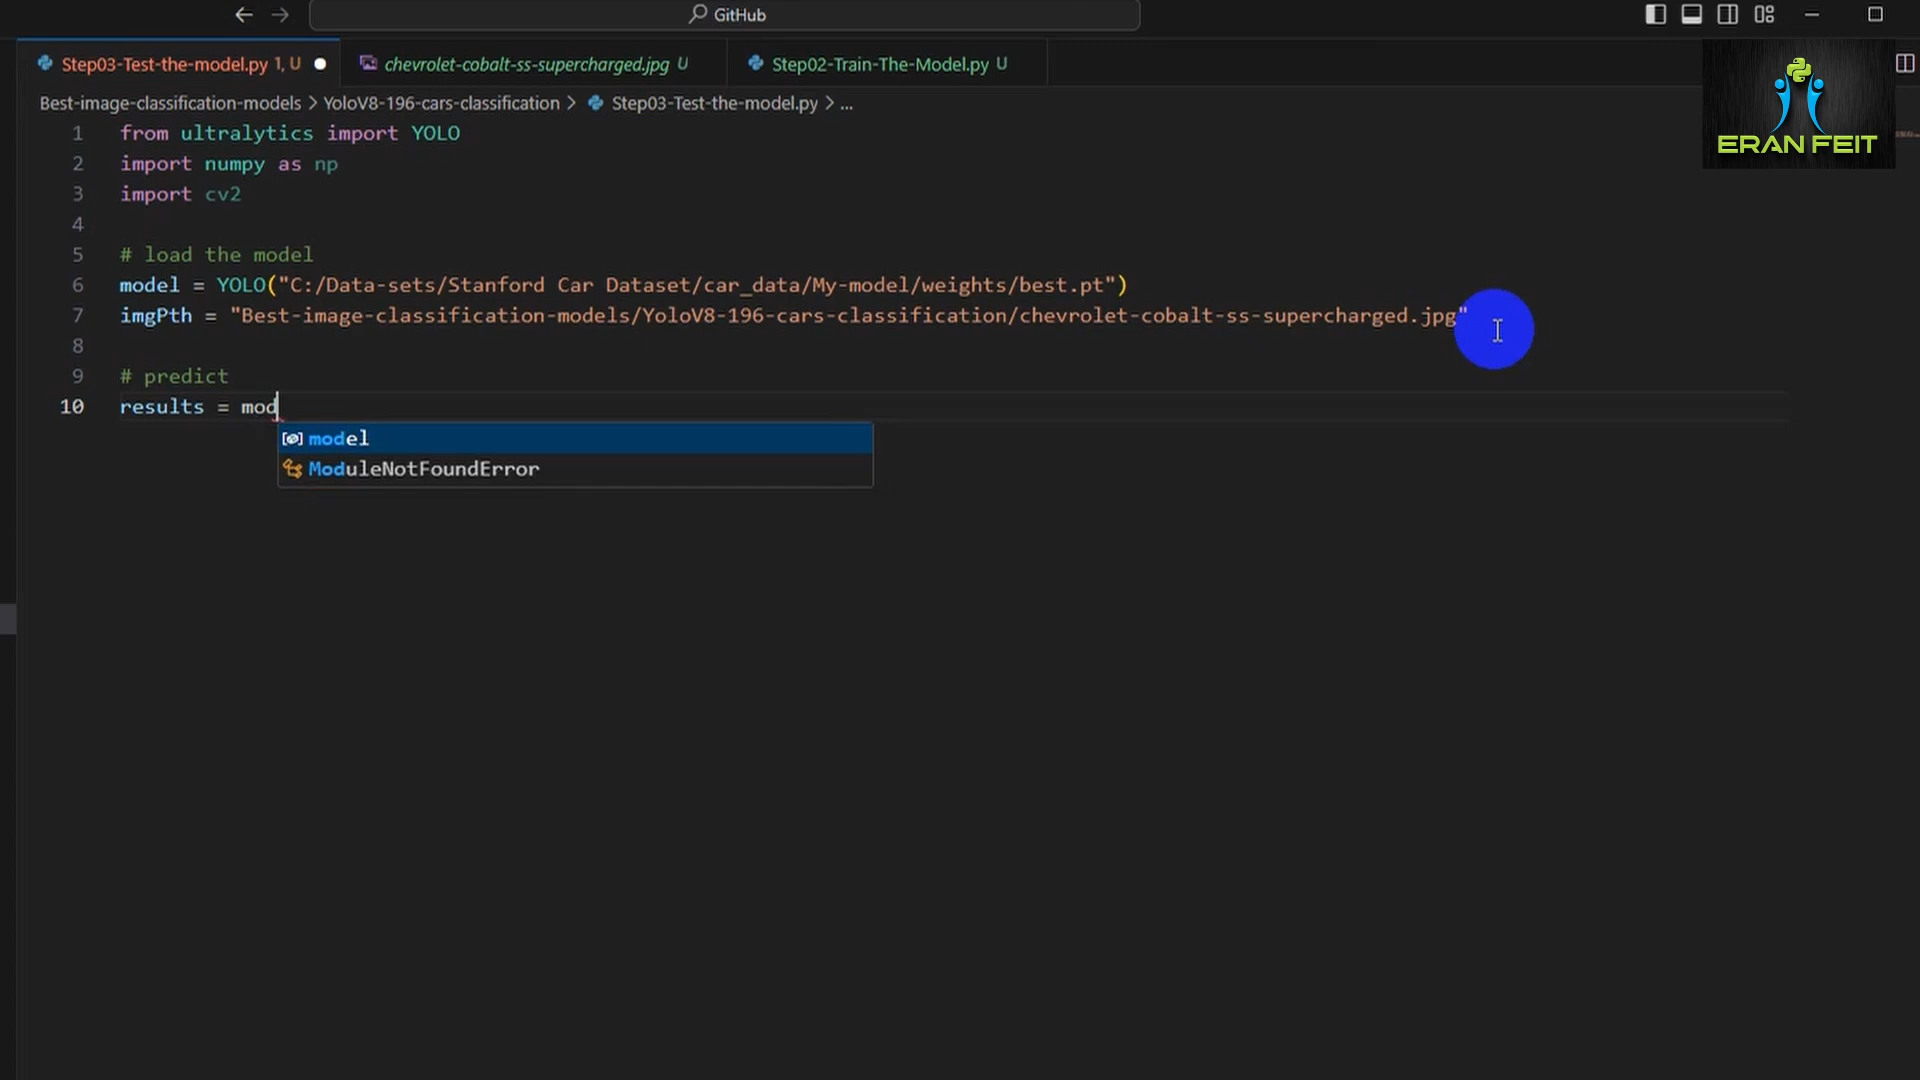 GitHub
Step03-Test-the-model.py 1, U
chevrolet-cobalt-ss-supercharged.jpg U
Step02-Train-The-Model.py U
Best-image-classification-models > YoloV8-196-cars-classification > Step03-Test-the-model.py > ...
ERAN FEIT
1 from ultralytics import YOLO
2 import numpy as np
3 import cv2
4
5 # load the model
6 model = YOLO("C:/Data-sets/Stanford Car Dataset/car_data/My-model/weights/best.pt")
7 imgPth = "Best-image-classification-models/YoloV8-196-cars-classification/chevrolet-cobalt-ss-supercharged.jpg"
8
9 # predict
10 results = mod
model
ModuleNotFoundError